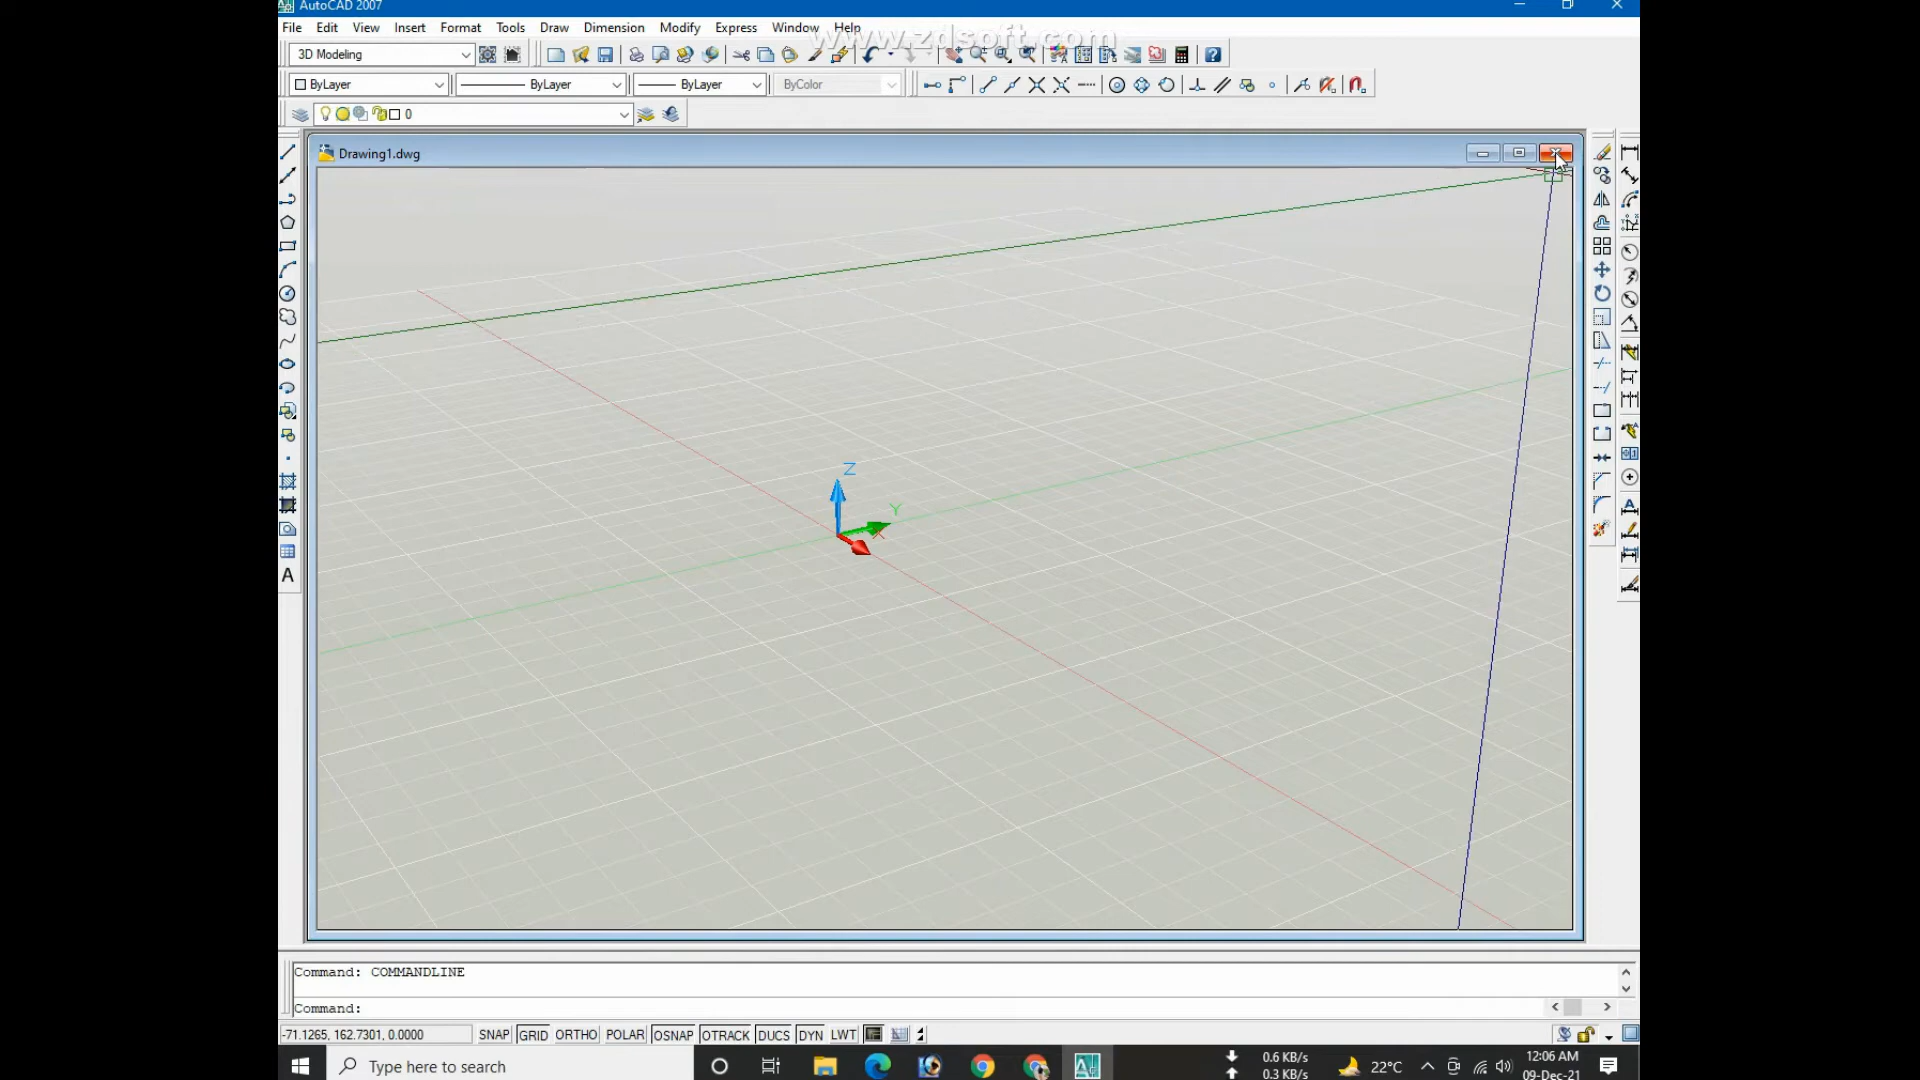 AutoCAD 2007
File Edit View Insert Format Tools Draw Dimension Modify Express Window Help
www.zdsoft.com
3D Modeling
ByLayer ByLayer ByLayer ByColor
0
Drawing1.dwg
Z
Y
X
A
A
Command: COMMANDLINE
Command:
-71.1265, 162.7301, 0.0000 SNAP GRID ORTHO POLAR OSNAP OTRACK DUCS DYN LWT
Type here to search
0.6 KB/s
0.3 KB/s
22°C
12:06 AM
09-Dec-21